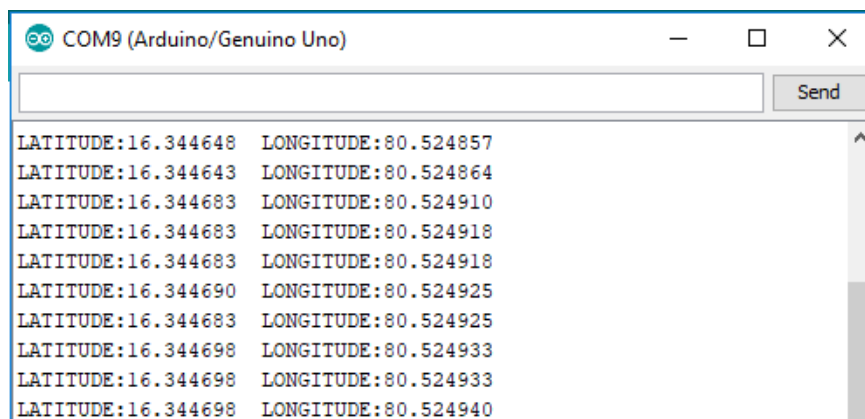 COM9 (Arduino/Genuino Uno)
Send
LATITUDE:16.344648  LONGITUDE:80.524857
LATITUDE:16.344643  LONGITUDE:80.524864
LATITUDE:16.344683  LONGITUDE:80.524910
LATITUDE:16.344683  LONGITUDE:80.524918
LATITUDE:16.344683  LONGITUDE:80.524918
LATITUDE:16.344690  LONGITUDE:80.524925
LATITUDE:16.344683  LONGITUDE:80.524925
LATITUDE:16.344698  LONGITUDE:80.524933
LATITUDE:16.344698  LONGITUDE:80.524933
LATITUDE:16.344698  LONGITUDE:80.524940